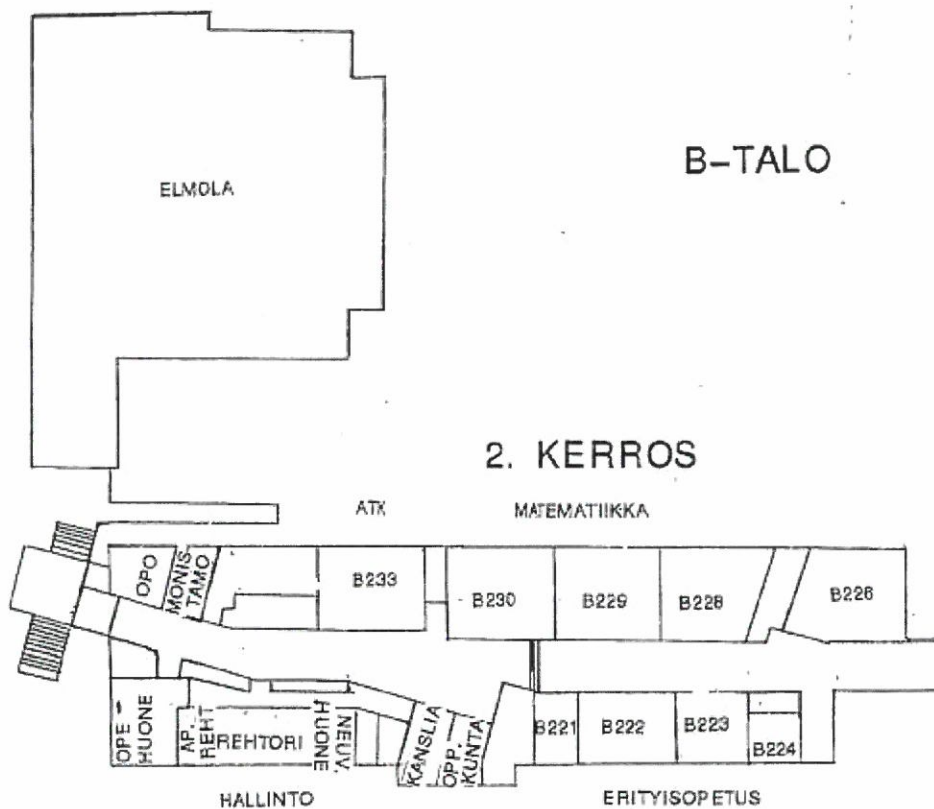 ELMOLA
B-TALO
2. KERROS
ATK
MATEMATIIKKA
OPO
MONIS
TAMO
B233
B230
B229
B228
B226
OPE-
HUONE
AP.
REHT
REHTORI
NEUV.
HUONE
KANSLIA
OPP.
KUNTA
B221
B222
B223
B224
HALLINTO
ERITYISOPETUS